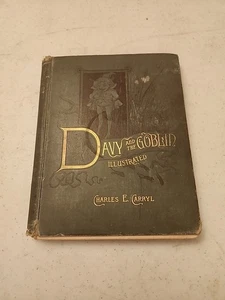 DAVY AND THE GOBLIN
ILLUSTRATED
CHARLES E. CARRYL